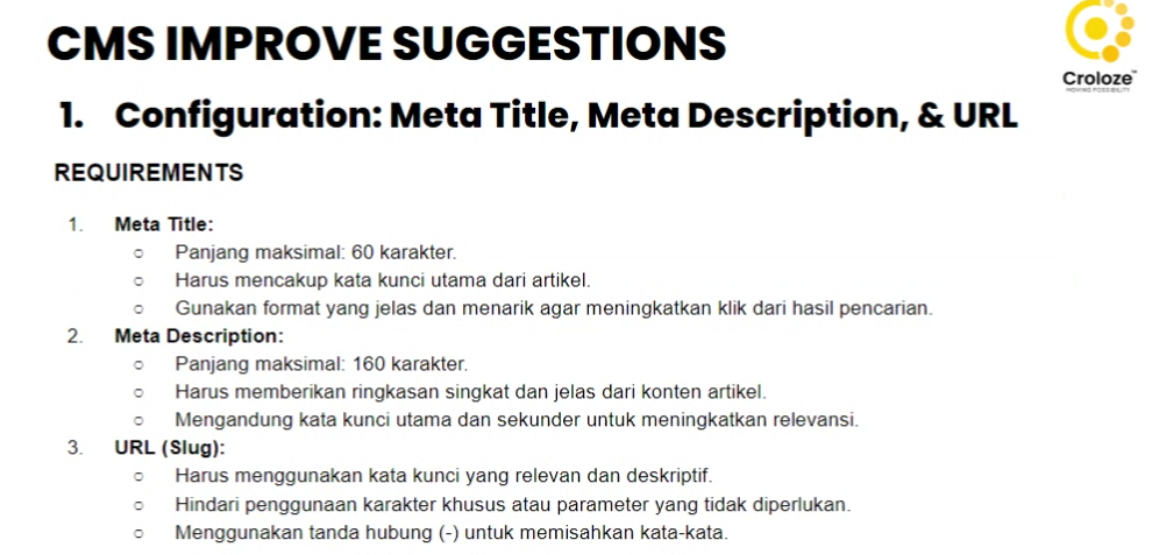 CMS IMPROVE SUGGESTIONS
Croloze™
MOVING POSSIBILITY
1. Configuration: Meta Title, Meta Description, & URL
REQUIREMENTS
1. Meta Title:
○ Panjang maksimal: 60 karakter.
○ Harus mencakup kata kunci utama dari artikel.
○ Gunakan format yang jelas dan menarik agar meningkatkan klik dari hasil pencarian.
2. Meta Description:
○ Panjang maksimal: 160 karakter.
○ Harus memberikan ringkasan singkat dan jelas dari konten artikel.
○ Mengandung kata kunci utama dan sekunder untuk meningkatkan relevansi.
3. URL (Slug):
○ Harus menggunakan kata kunci yang relevan dan deskriptif.
○ Hindari penggunaan karakter khusus atau parameter yang tidak diperlukan.
○ Menggunakan tanda hubung (-) untuk memisahkan kata-kata.